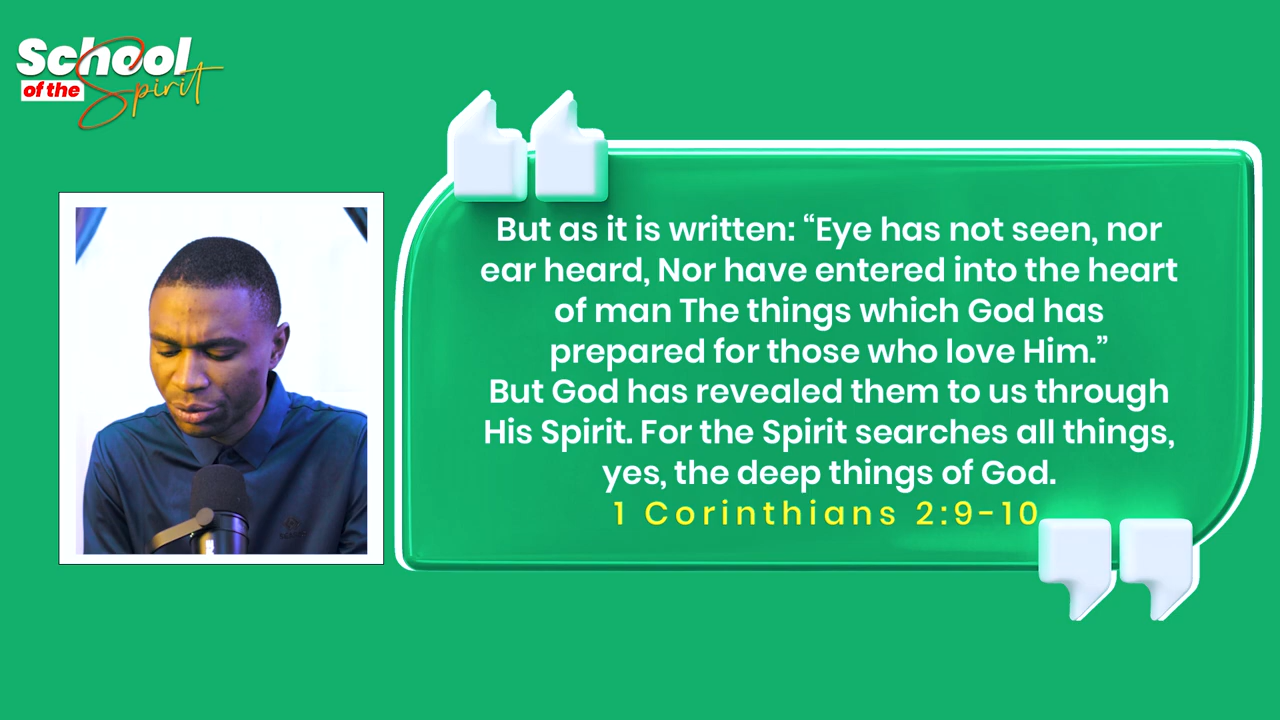 School
of the Spirit
But as it is written: “Eye has not seen, nor
ear heard, Nor have entered into the heart
of man The things which God has
prepared for those who love Him.”
But God has revealed them to us through
His Spirit. For the Spirit searches all things,
yes, the deep things of God.
1 Corinthians 2:9-10